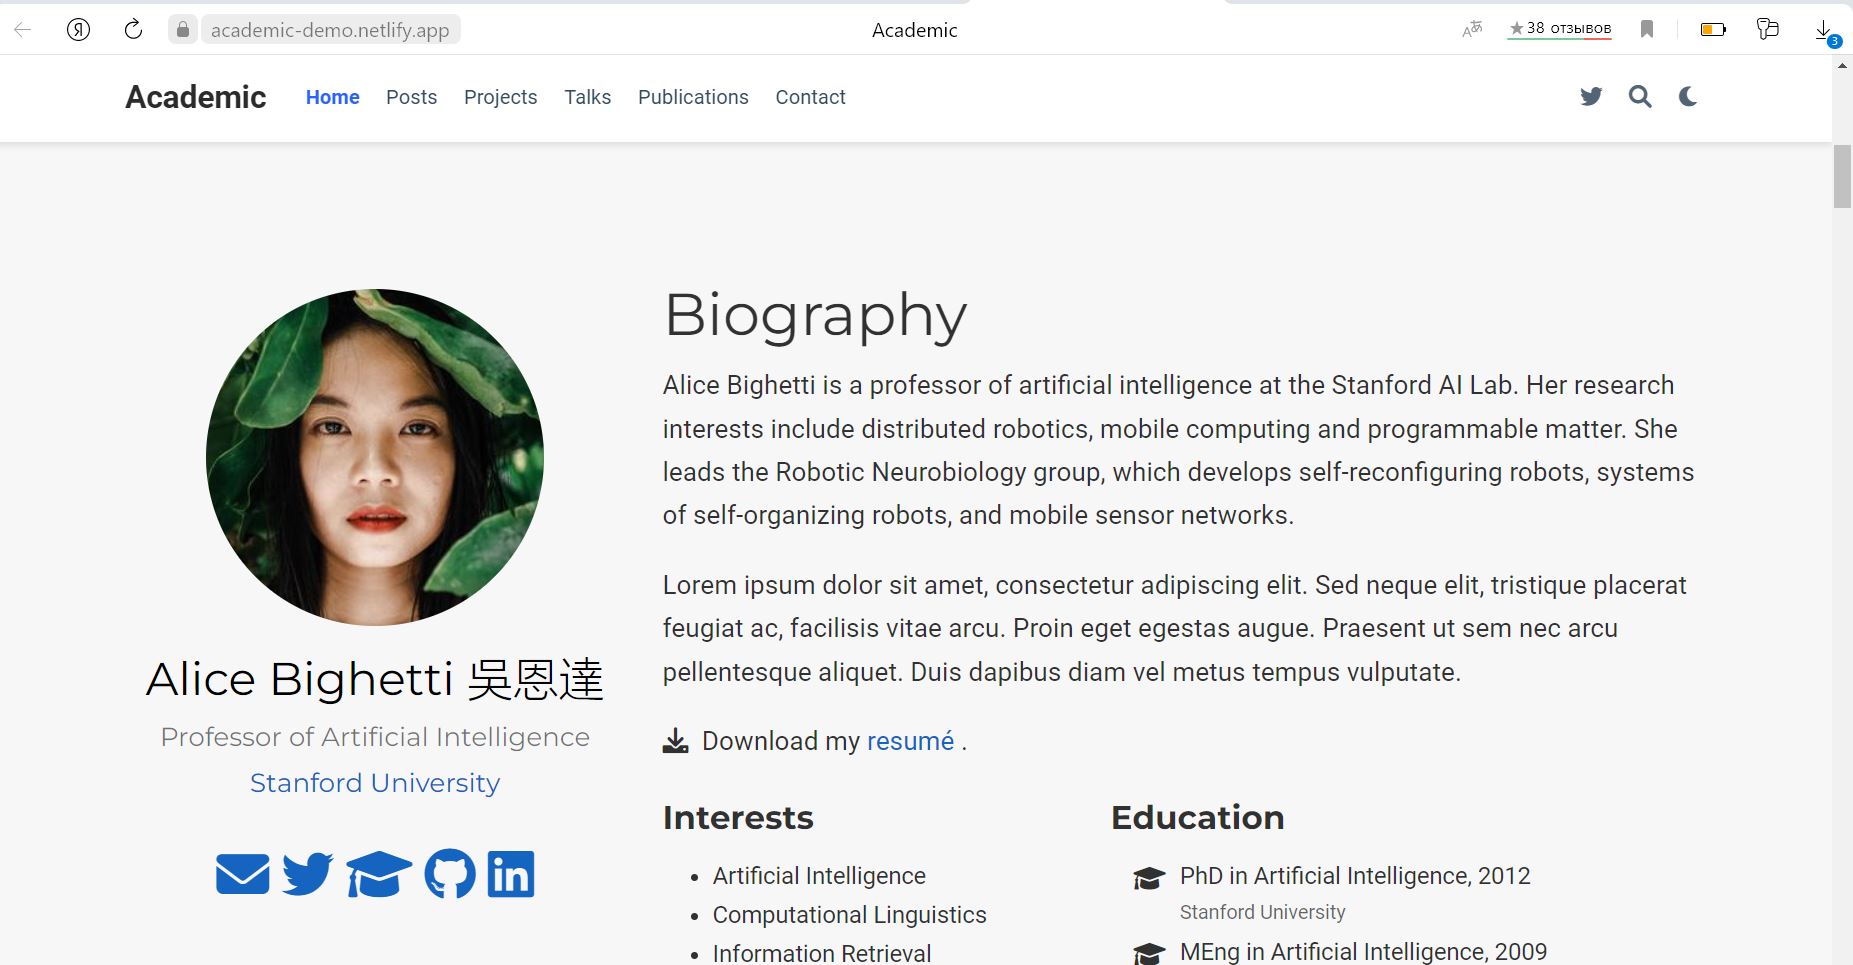 academic-demo.netlify.app
Academic
38 отзывов
3
Academic Home Posts Projects Talks Publications Contact
Biography
Alice Bighetti is a professor of artificial intelligence at the Stanford AI Lab. Her research
interests include distributed robotics, mobile computing and programmable matter. She
leads the Robotic Neurobiology group, which develops self-reconfiguring robots, systems
of self-organizing robots, and mobile sensor networks.
Lorem ipsum dolor sit amet, consectetur adipiscing elit. Sed neque elit, tristique placerat
feugiat ac, facilisis vitae arcu. Proin eget egestas augue. Praesent ut sem nec arcu
pellentesque aliquet. Duis dapibus diam vel metus tempus vulputate.
Download my resumé .
Alice Bighetti 吳恩達
Professor of Artificial Intelligence
Stanford University
in
Interests
Artificial Intelligence
Computational Linguistics
Information Retrieval
Education
PhD in Artificial Intelligence, 2012
Stanford University
MEng in Artificial Intelligence, 2009